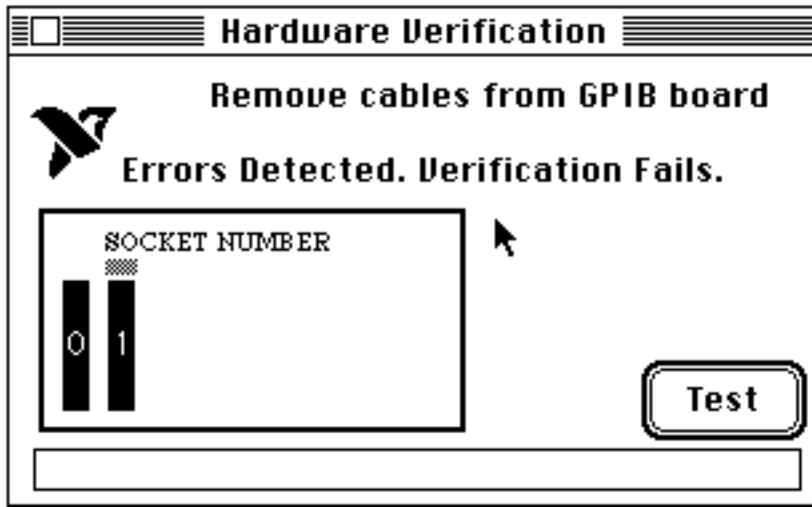 Hardware Verification
Remove cables from GPIB board
Errors Detected. Verification Fails.
SOCKET NUMBER
0 1
Test